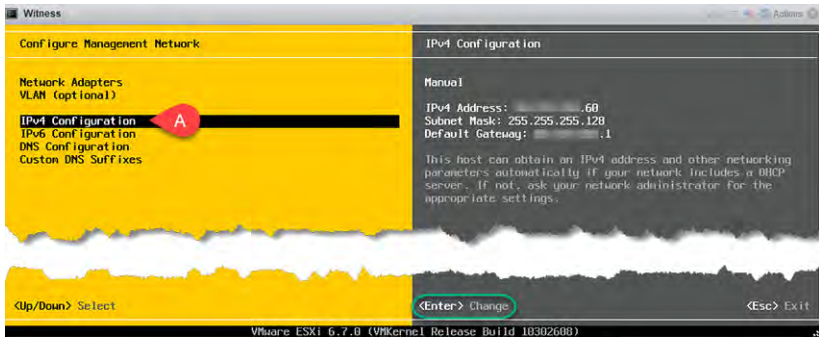 Witness
Actions
Configure Management Network
Network Adapters
VLAN (optional)
IPv4 Configuration
A
IPv6 Configuration
DNS Configuration
Custom DNS Suffixes
<Up/Down> Select
IPv4 Configuration
Manual
IPv4 Address: .60
Subnet Mask: 255.255.255.128
Default Gateway: .1
This host can obtain an IPv4 address and other networking
parameters automatically if your network includes a DHCP
server. If not, ask your network administrator for the
appropriate settings.
<Enter> Change
<Esc> Exit
VMware ESXi 6.7.0 (VMKernel Release Build 10302608)